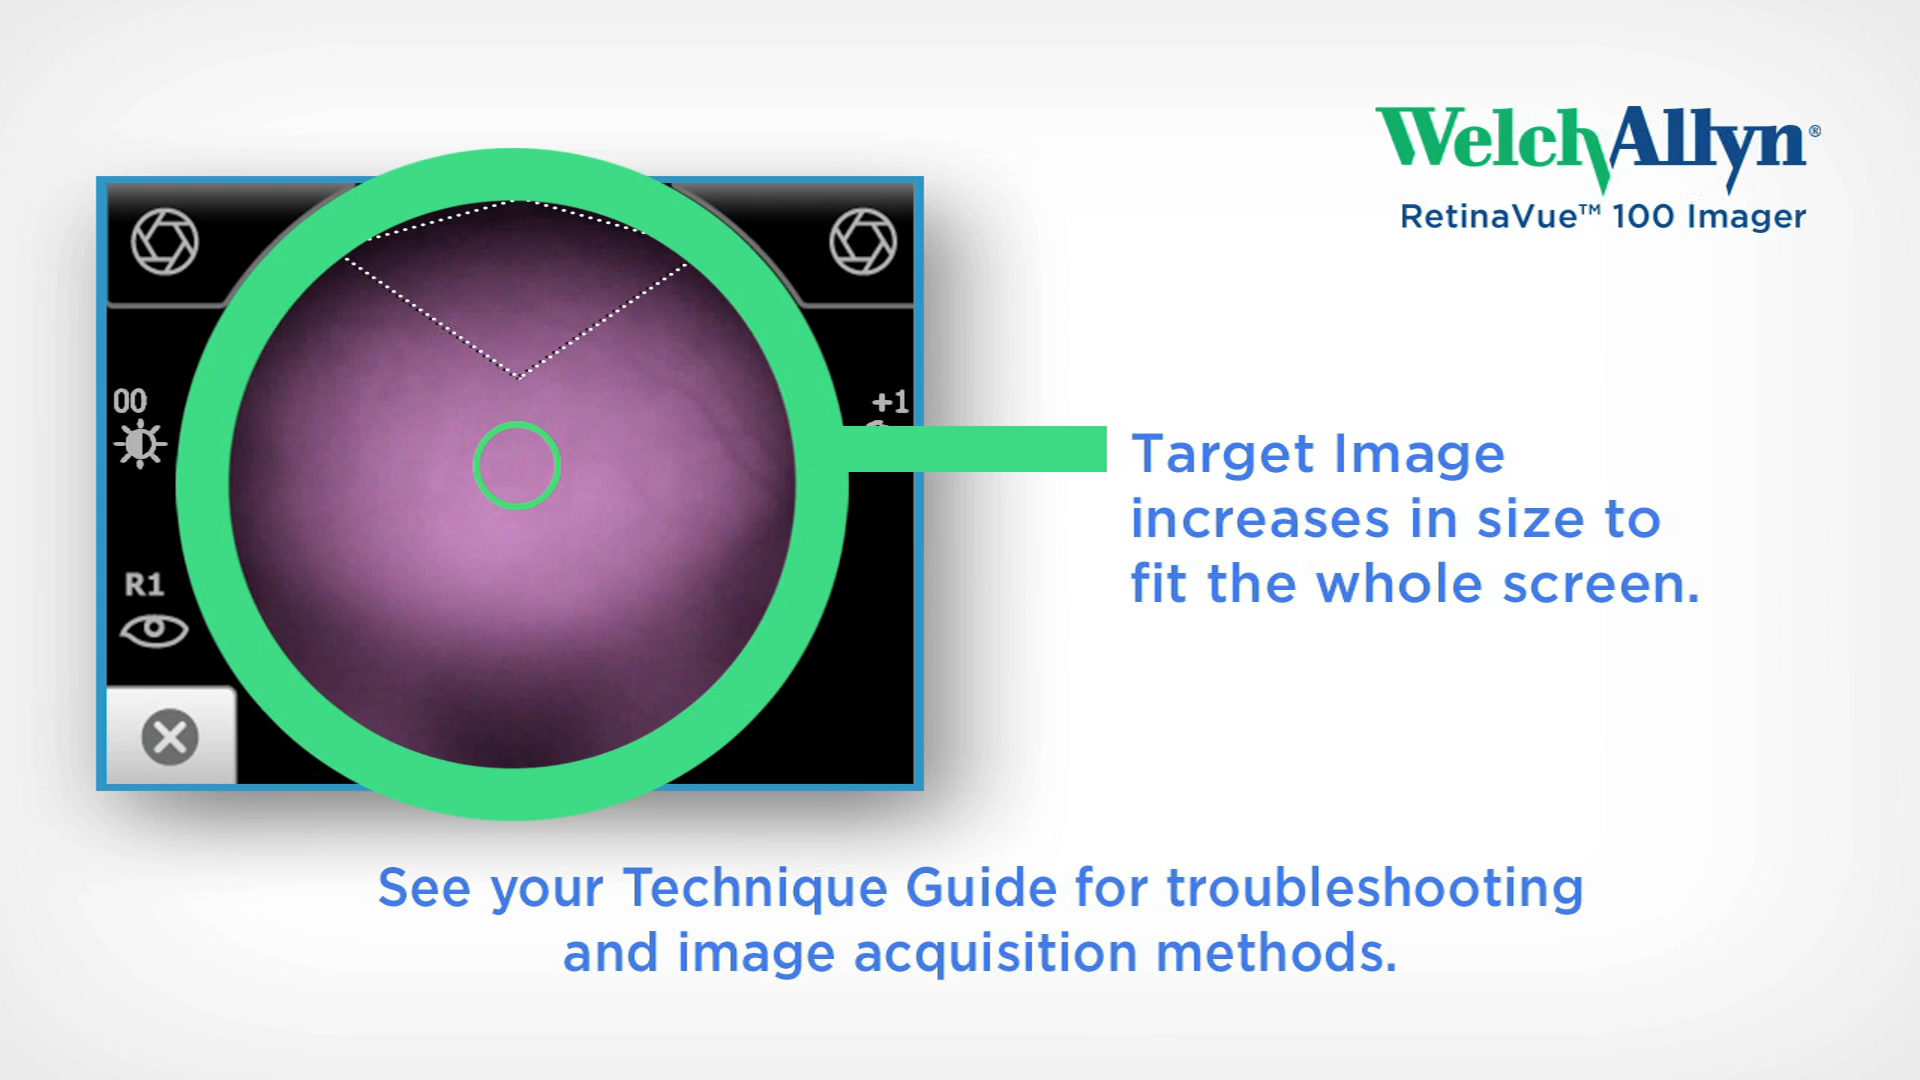 WelchAllyn®
RetinaVue™ 100 Imager
00
+1
R1
Target Image
increases in size to
fit the whole screen.
See your Technique Guide for troubleshooting
and image acquisition methods.